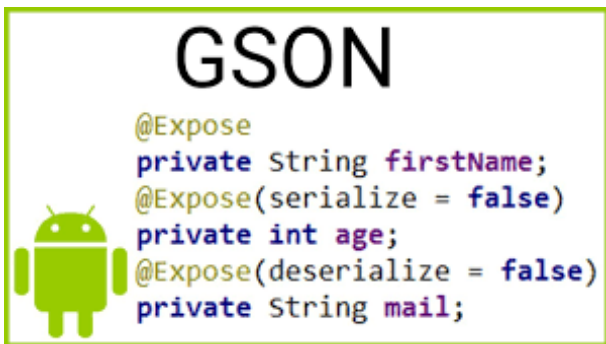 GSON
@Expose
private String firstName;
@Expose(serialize = false)
private int age;
@Expose(deserialize = false)
private String mail;